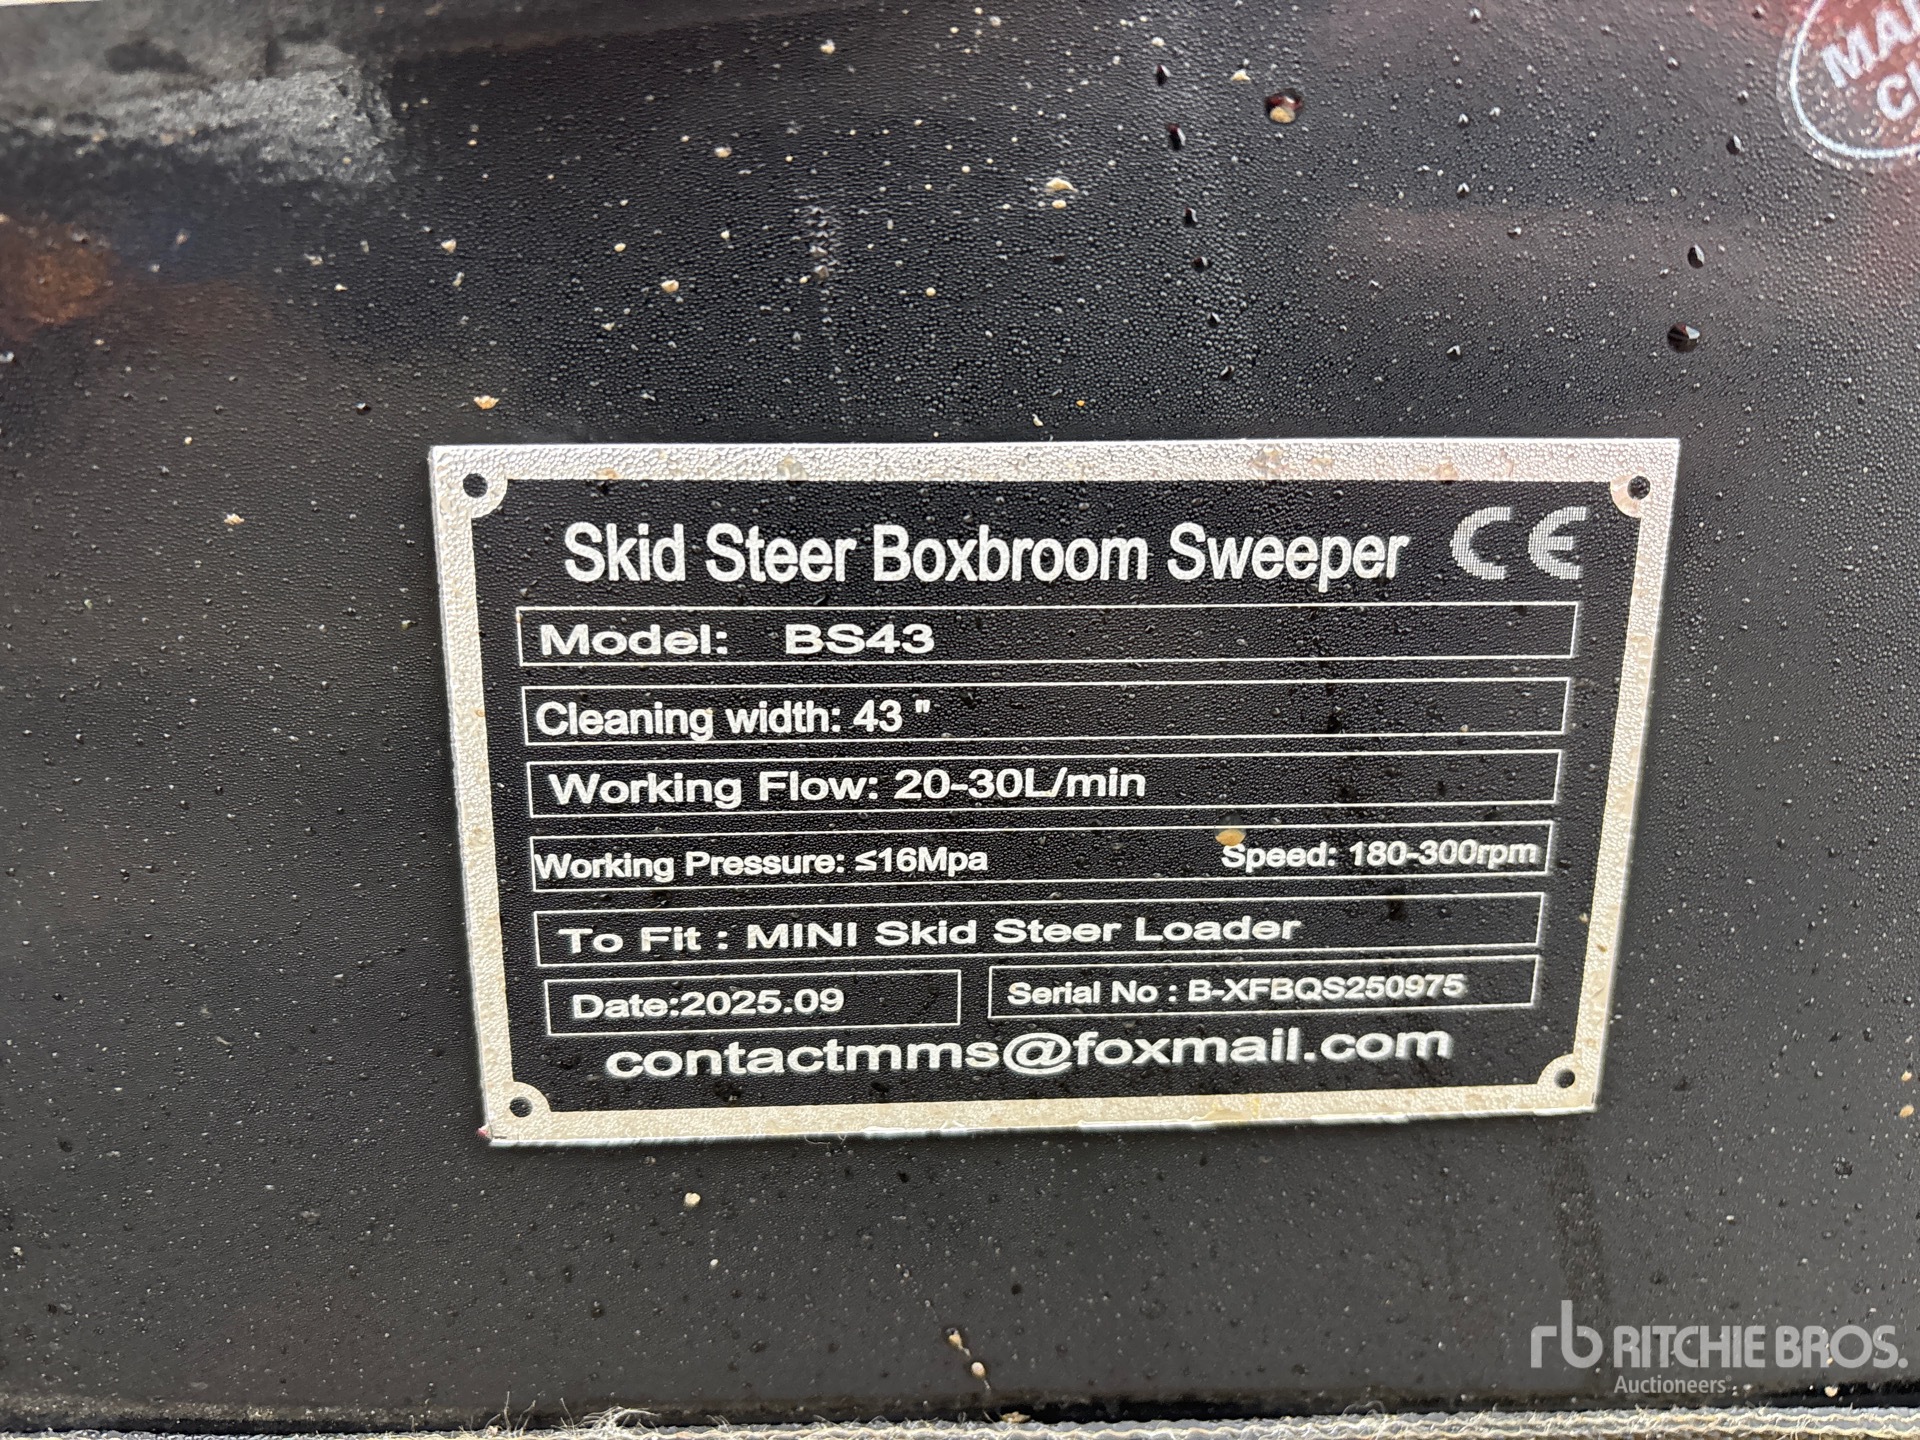 Skid Steer Boxbroom Sweeper CE
Model: BS43
Cleaning width: 43 "
Working Flow: 20-30L/min
Working Pressure: ≤16Mpa Speed: 180-300rpm
To Fit : MINI Skid Steer Loader
Date:2025.09 Serial No : B-XFBQS250975
contactmms@foxmail.com
rb RITCHIE BROS.
Auctioneers